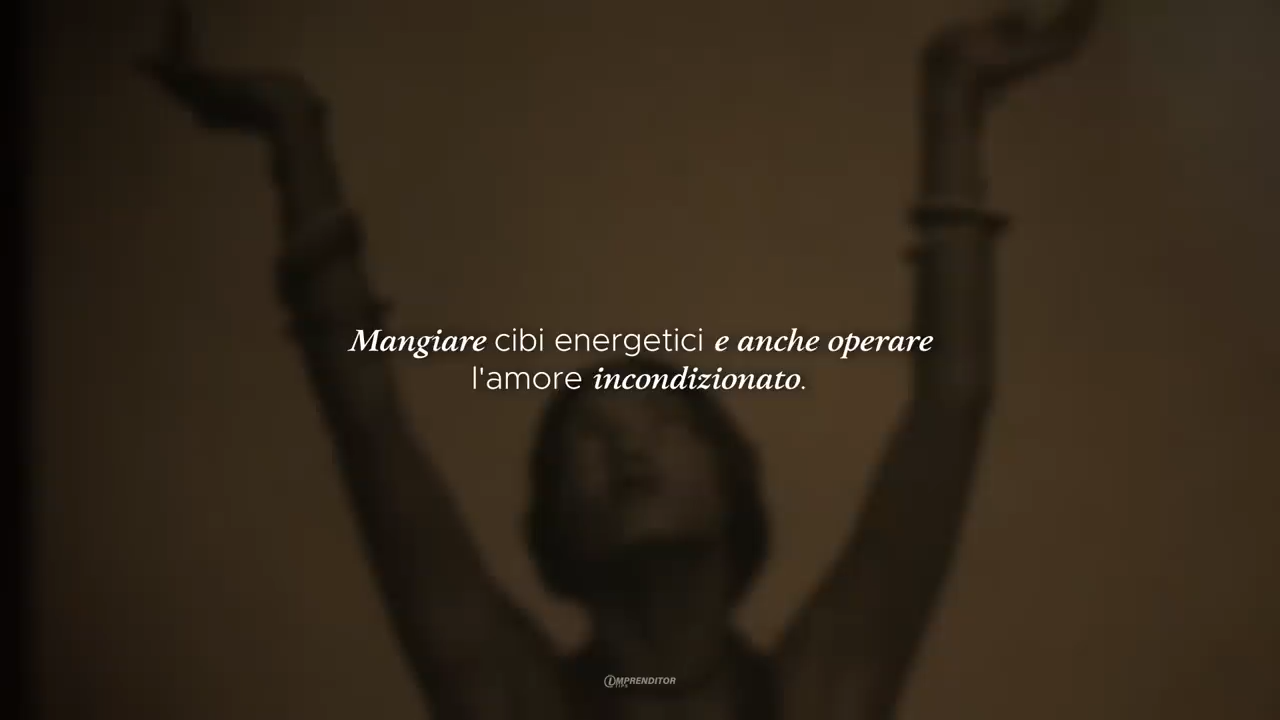 Mangiare cibi energetici e anche operare
l'amore incondizionato.
IMPRENDITOR